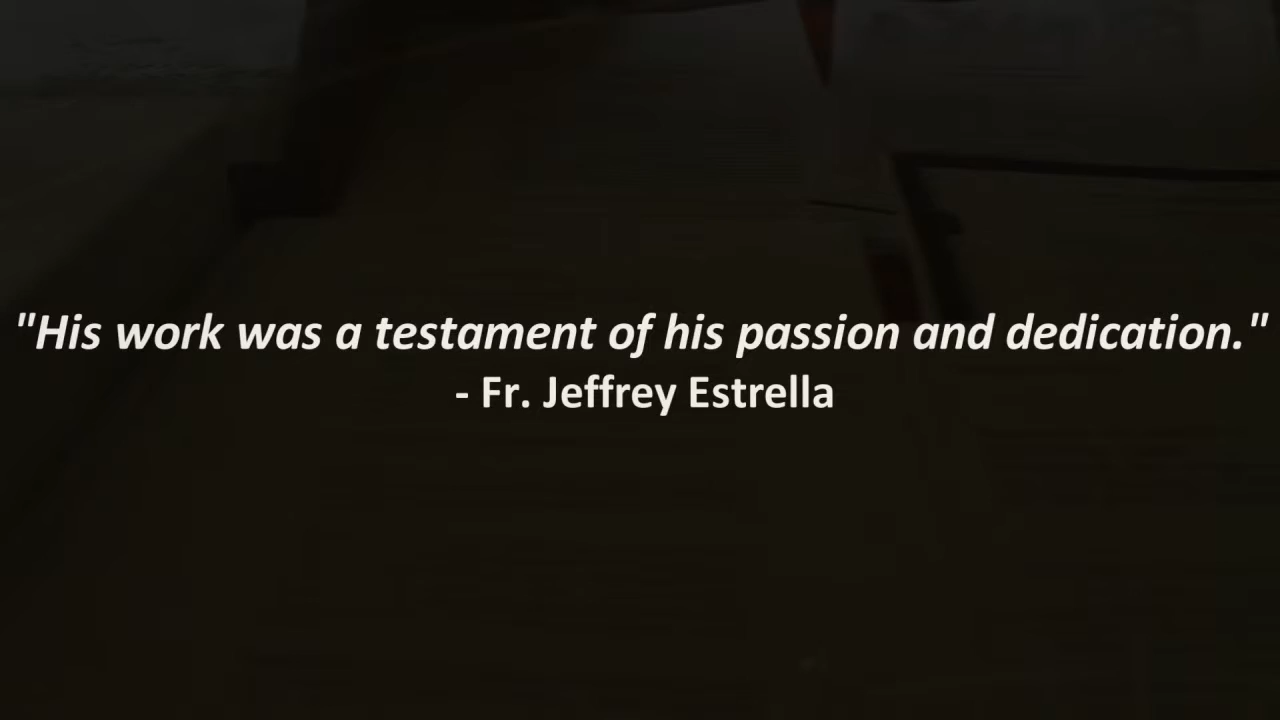 "His work was a testament of his passion and dedication."
- Fr. Jeffrey Estrella